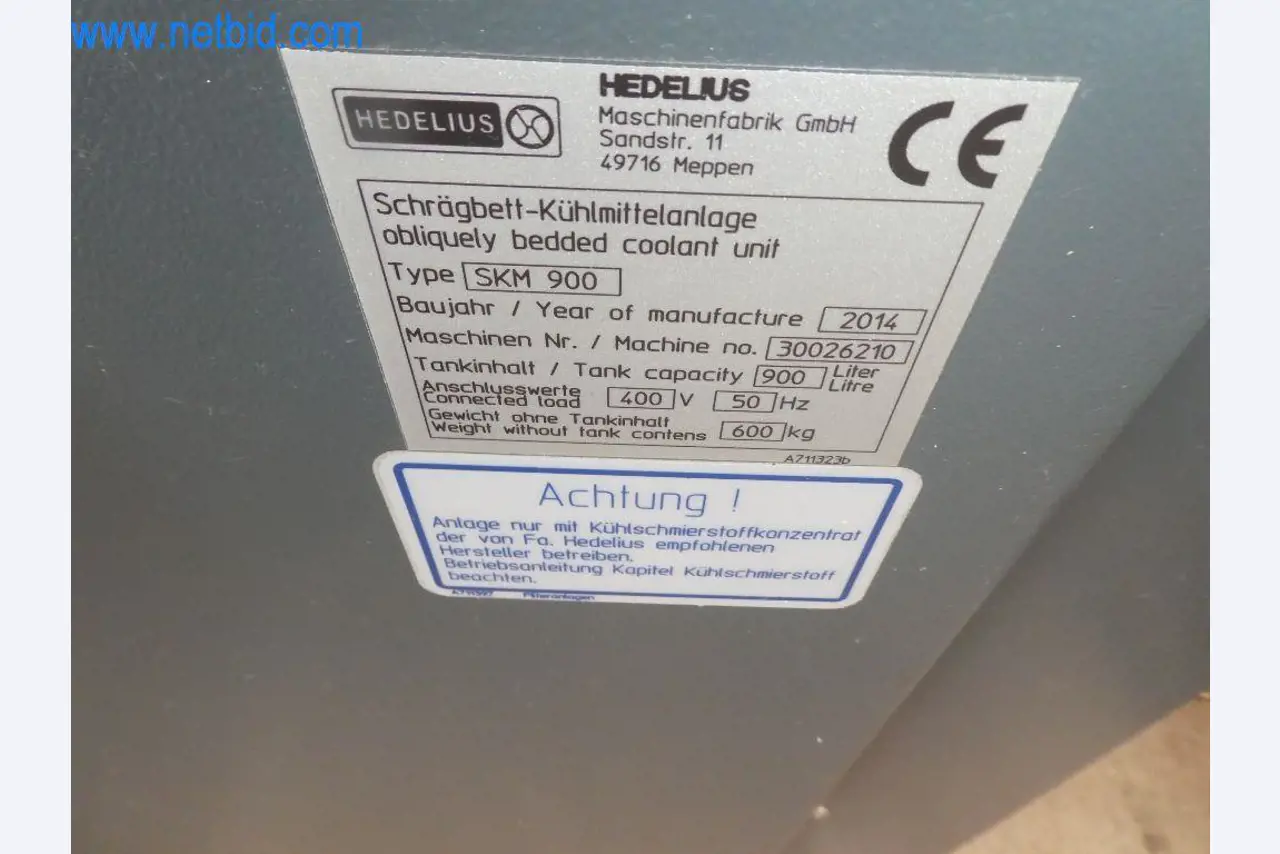 www.netbid.com
HEDELIUS
HEDELIUS
Maschinenfabrik GmbH
Sandstr. 11
49716 Meppen
CE
Schrägbett-Kühlmittelanlage
obliquely bedded coolant unit
Type SKM 900
Baujahr / Year of manufacture 2014
Maschinen Nr. / Machine no. 30026210
Tankinhalt / Tank capacity 900 Liter
Litre
Anschlusswerte
Connected load 400 V 50 Hz
Gewicht ohne Tankinhalt
Weight without tank contens 600 kg
A711323b
Achtung !
Anlage nur mit Kühlschmierstoffkonzentrat
der von Fa. Hedelius empfohlenen
Hersteller betreiben.
Betriebsanleitung Kapitel Kühlschmierstoff
beachten.
Filteranlagen